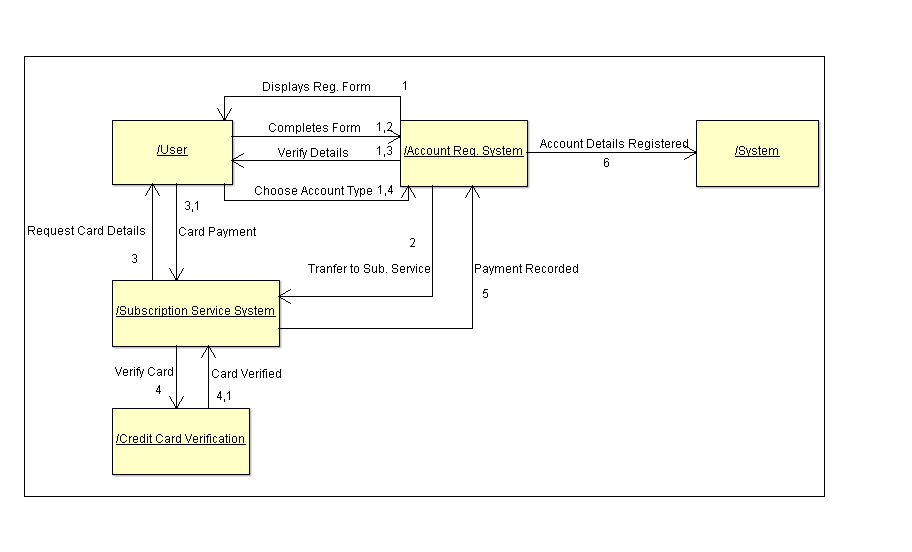 Displays Reg. Form 1
Completes Form 1,2
/User
Verify Details 1,3
/Account Reg. System
Account Details Registered
/System
6
Choose Account Type 1,4
3,1
Request Card Details
Card Payment
2
3
Tranfer to Sub. Service
Payment Recorded
5
/Subscription Service System
Verify Card
Card Verified
4
4,1
/Credit Card Verification